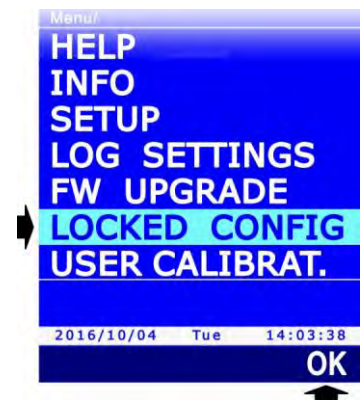 Menu/
HELP
INFO
SETUP
LOG SETTINGS
FW UPGRADE
LOCKED CONFIG
USER CALIBRAT.
2016/10/04 Tue 14:03:38
OK